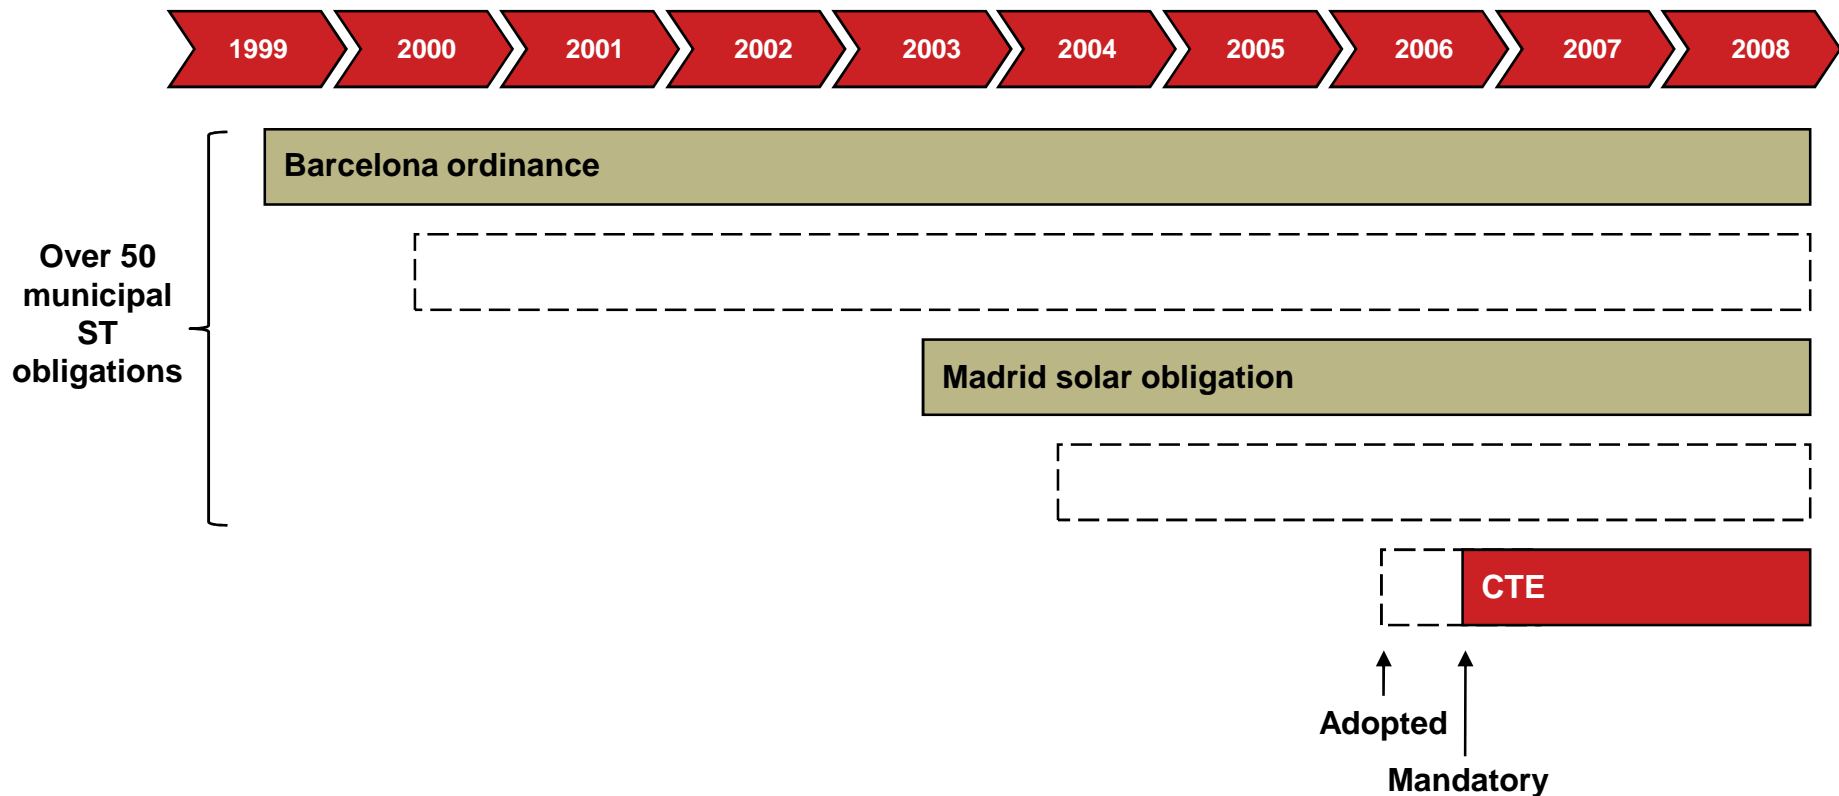 1999 2000 2001 2002 2003 2004 2005 2006 2007 2008
Barcelona ordinance
Over 50
municipal
ST
obligations
Madrid solar obligation
CTE
Adopted
Mandatory